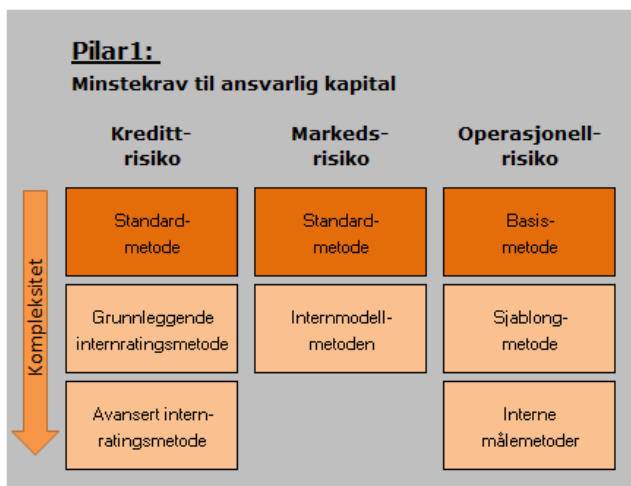 Pilar1:
Minstekrav til ansvarlig kapital
Kreditt-
risiko
Markeds-
risiko
Operasjonell-
risiko
Kompleksitet
Standard-
metode
Standard-
metode
Basis-
metode
Grunnleggende
internratingsmetode
Internmodell-
metoden
Sjablong-
metode
Avansert intern-
ratingsmetode
Interne
målemetoder